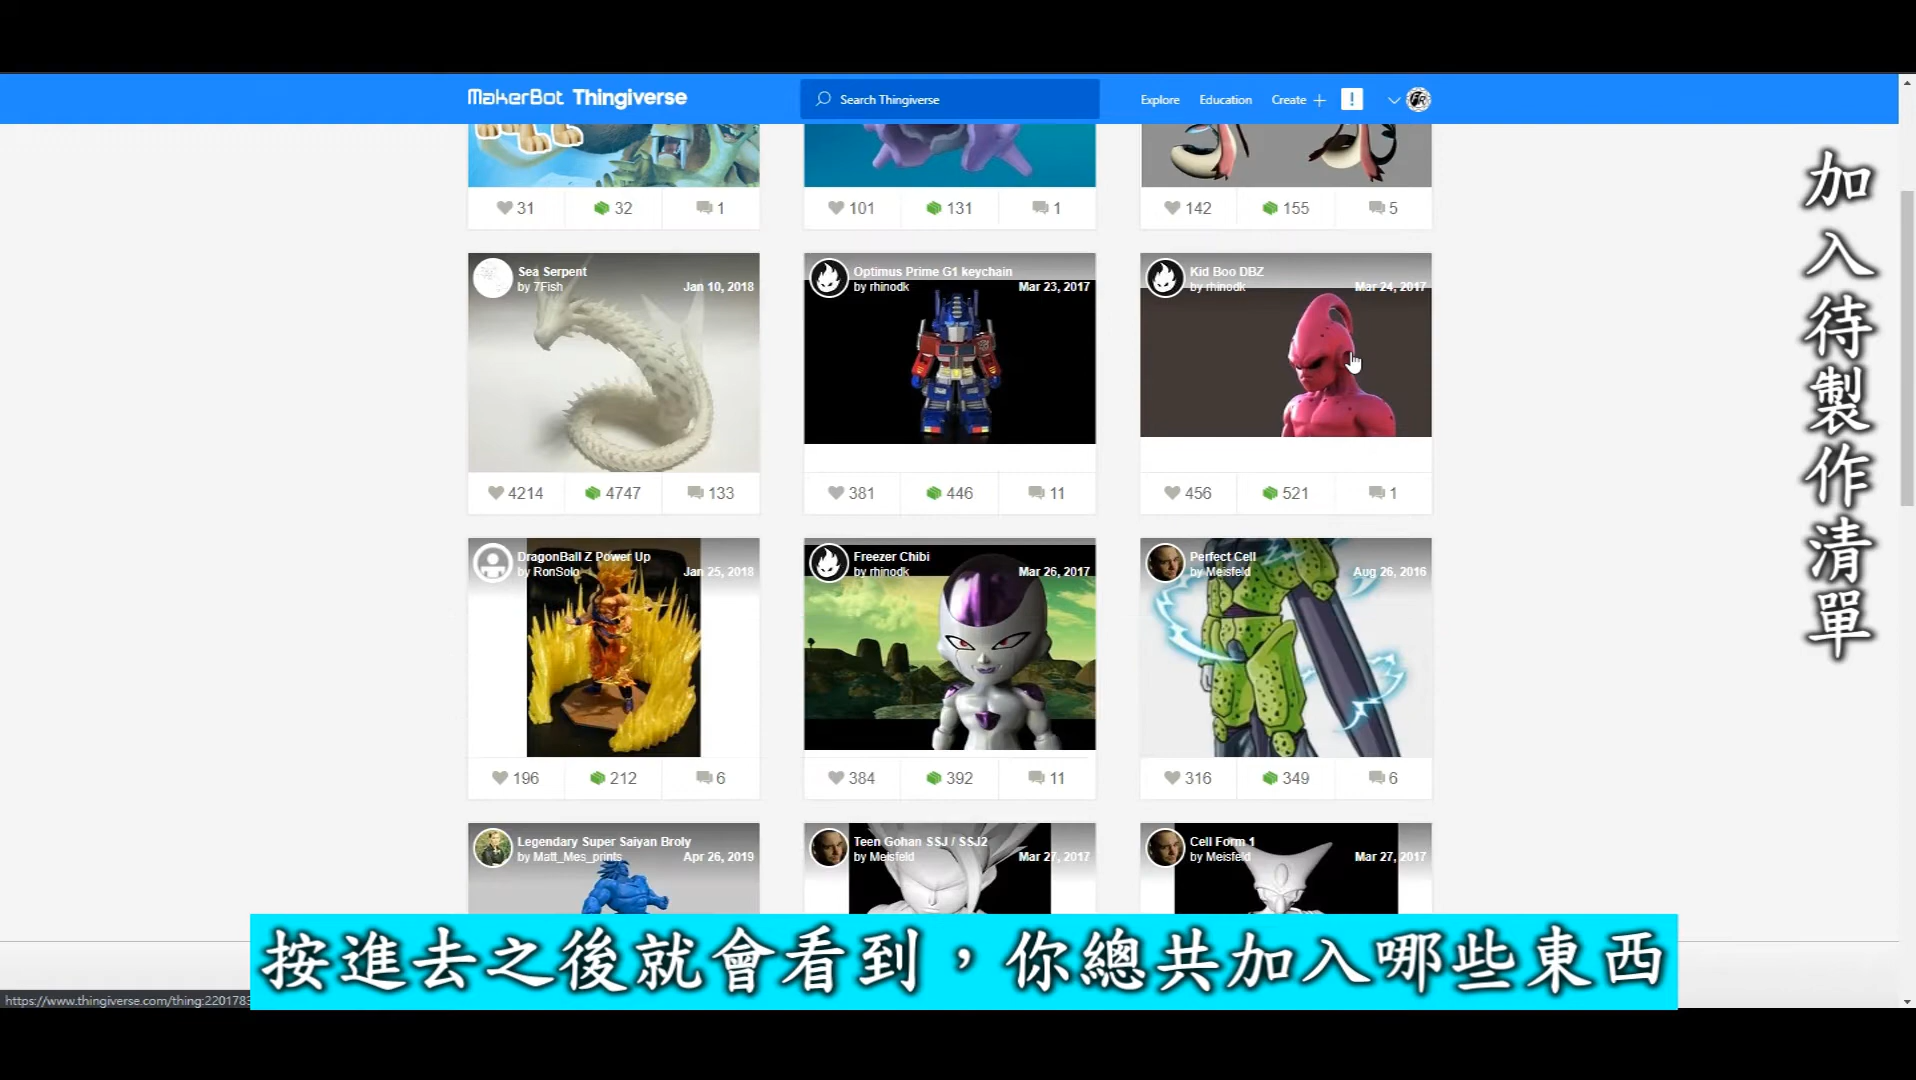 MakerBot Thingiverse
Search Thingiverse
Explore
Education
Create +
!
31
32
1
101
131
1
142
155
5
Sea Serpent
by 7Fish
Jan 10, 2018
4214
4747
133
Optimus Prime G1 keychain
by rhinodk
Mar 23, 2017
381
446
11
Kid Boo DBZ
by rhinodk
Mar 24, 2017
456
521
1
DragonBall Z Power Up
by RonSolo
Jan 25, 2018
196
212
6
Freezer Chibi
by rhinodk
Mar 26, 2017
384
392
11
Perfect Cell
by Meisfeld
Aug 26, 2016
316
349
6
Legendary Super Saiyan Broly
by Matt_Mes_prints
Apr 26, 2019
Teen Gohan SSJ / SSJ2
by Meisfeld
Mar 27, 2017
Cell Form 1
by Meisfeld
Mar 27, 2017
加入待製作清單
按進去之後就會看到，你總共加入哪些東西
https://www.thingiverse.com/thing:220178